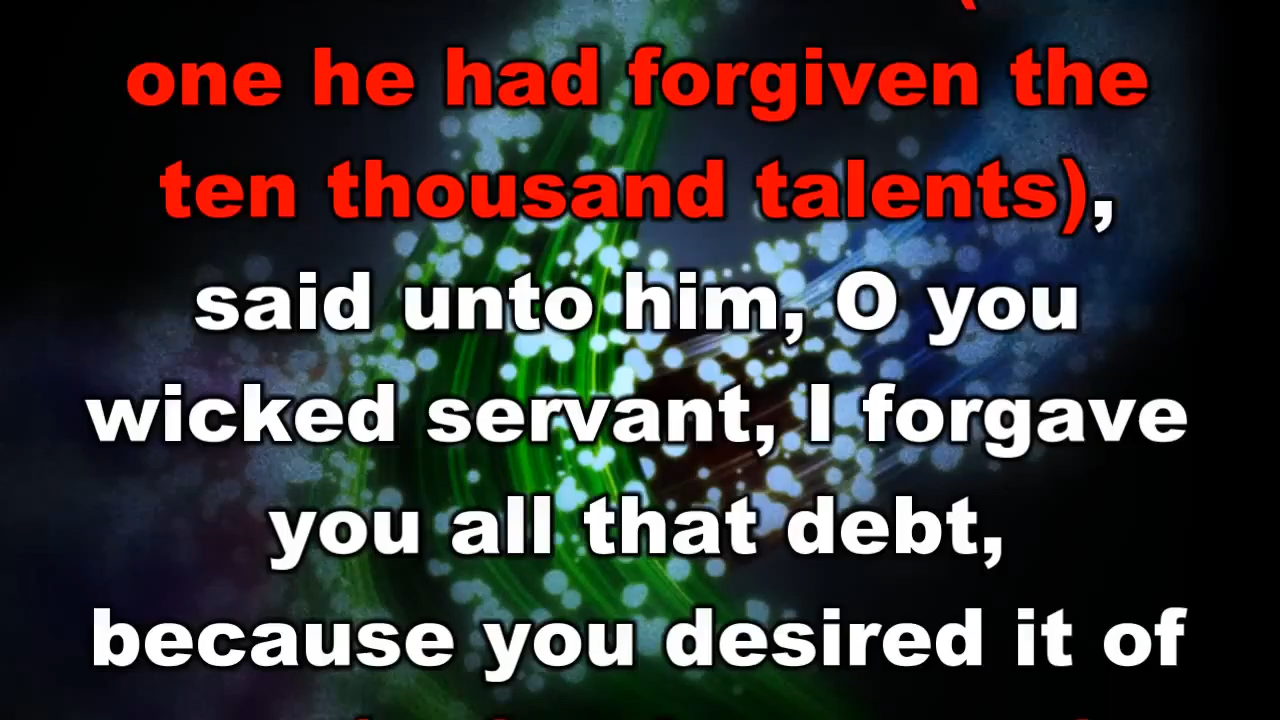 one he had forgiven the
ten thousand talents),
said unto him, O you
wicked servant, I forgave
you all that debt,
because you desired it of